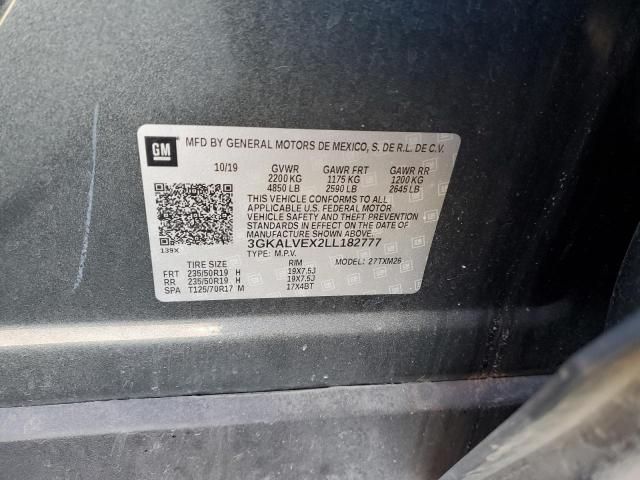 GM
MFD BY GENERAL MOTORS DE MEXICO, S. DE R.L. DE C.V.
10/19 GVWR GAWR FRT GAWR RR
2200 KG 1175 KG 1200 KG
4850 LB 2590 LB 2645 LB
THIS VEHICLE CONFORMS TO ALL
APPLICABLE U.S. FEDERAL MOTOR
VEHICLE SAFETY AND THEFT PREVENTION
STANDARDS IN EFFECT ON THE DATE OF
MANUFACTURE SHOWN ABOVE.
3GKALVEX2LL182777
139X
TYPE: M.P.V.
TIRE SIZE RIM MODEL: 27TXM26
FRT 235/50R19 H 19X7.5J
RR 235/50R19 H 19X7.5J
SPA T125/70R17 M 17X4BT